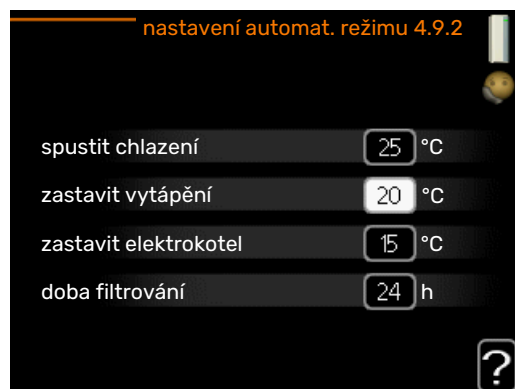 nastavení automat. režimu 4.9.2
spustit chlazení 25 °C
zastavit vytápění 20 °C
zastavit elektrokotel 15 °C
doba filtrování 24 h
?